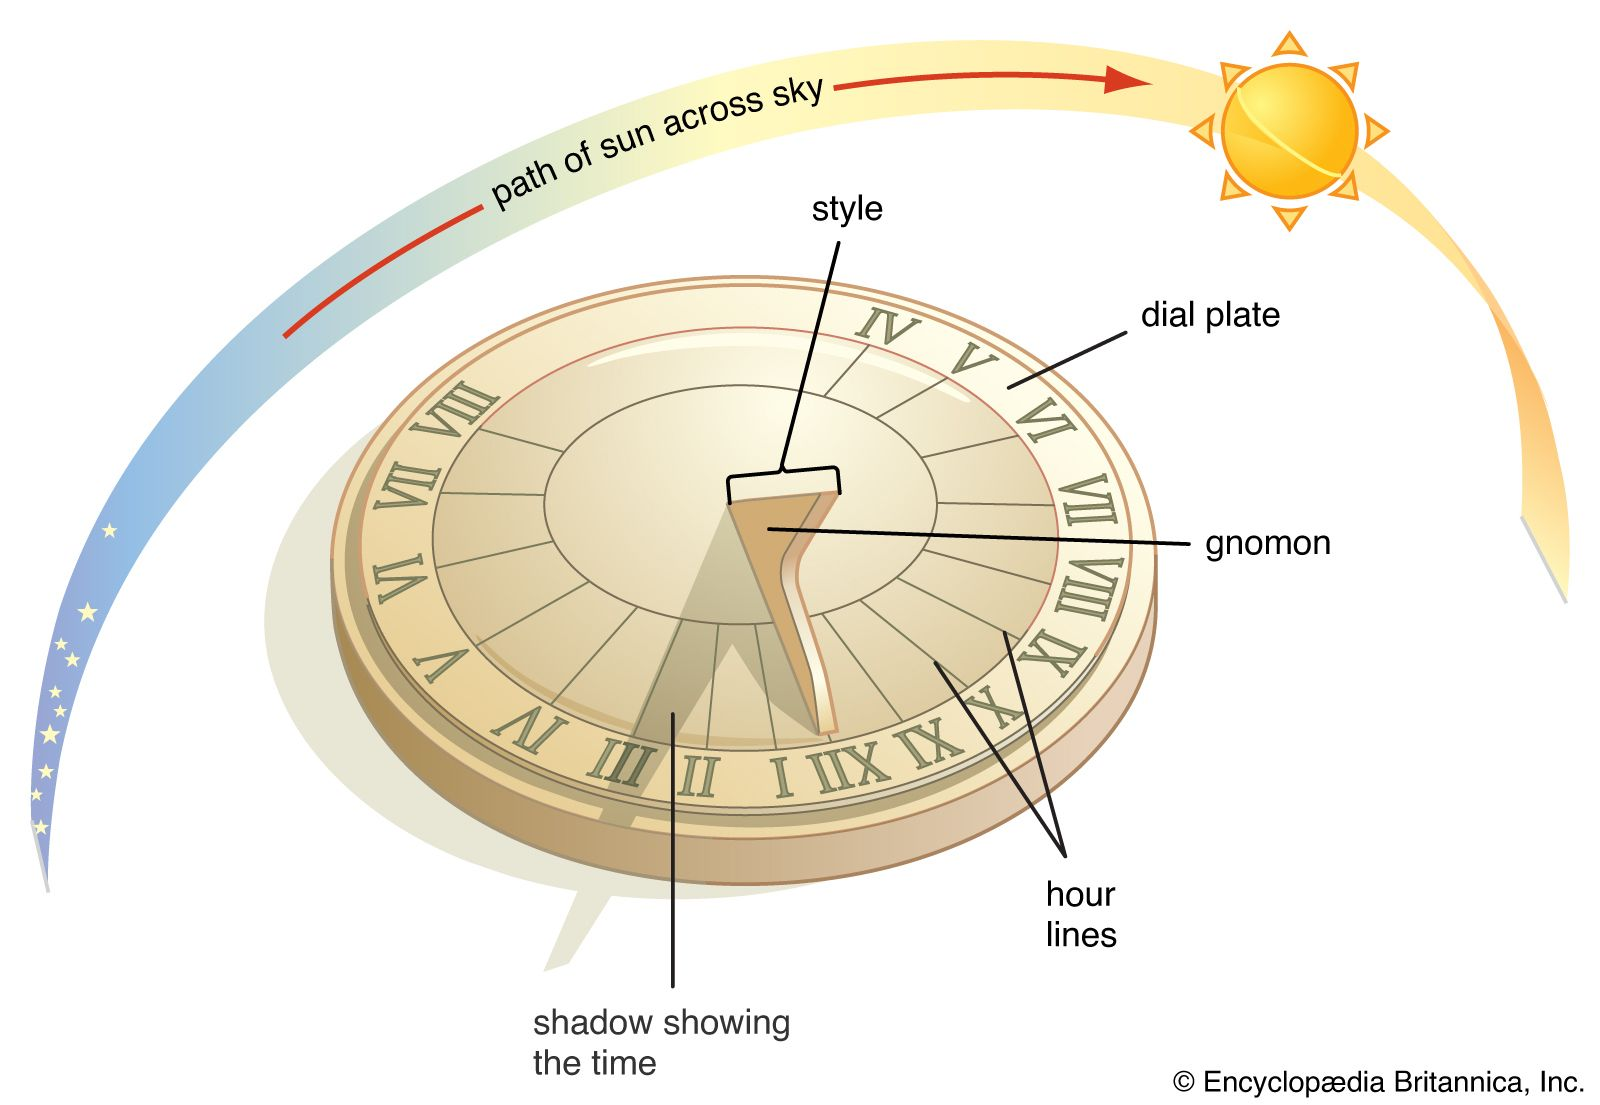 path of sun across sky
style
dial plate
IV
V
VI
VII
VIII
IX
X
XI
XII
I
II
III
IV
V
VI
VII
VIII
gnomon
hour
lines
shadow showing
the time
© Encyclopædia Britannica, Inc.